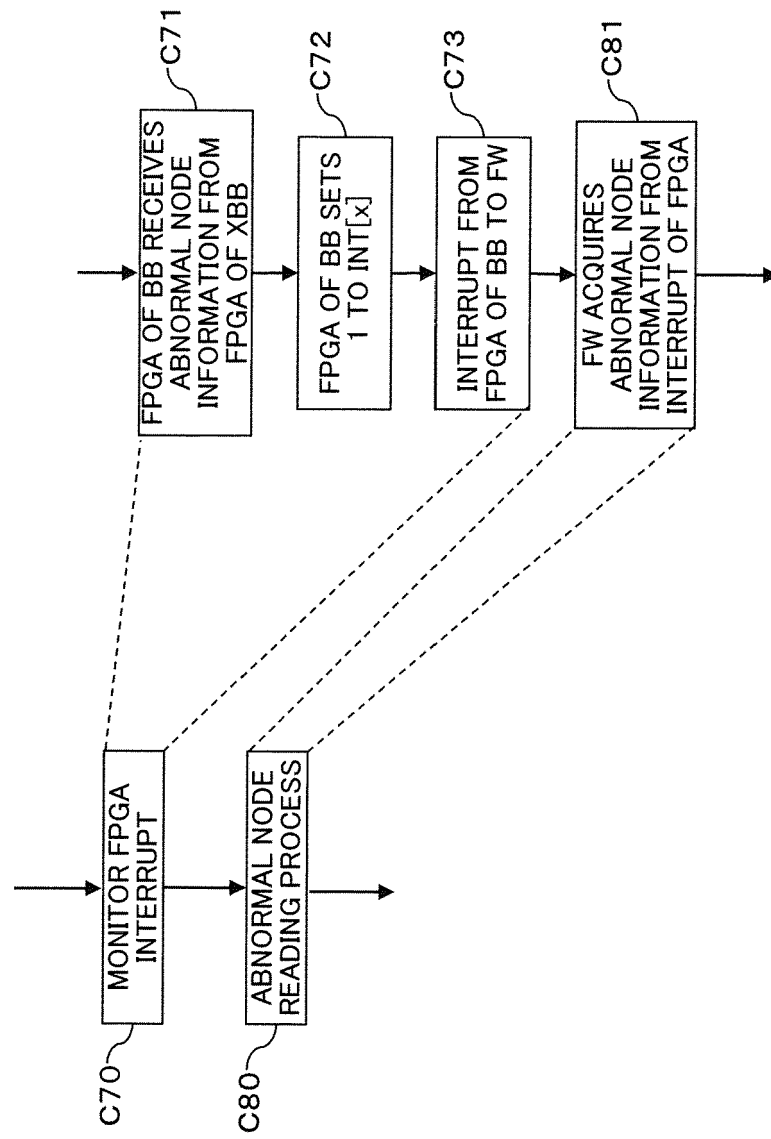 C70
MONITOR FPGA
INTERRUPT
C80
ABNORMAL NODE
READING PROCESS
FPGA OF BB RECEIVES
ABNORMAL NODE
INFORMATION FROM
FPGA OF XBB
C71
FPGA OF BB SETS
1 TO INT[x]
C72
INTERRUPT FROM
FPGA OF BB TO FW
C73
FW ACQUIRES
ABNORMAL NODE
INFORMATION FROM
INTERRUPT OF FPGA
C81